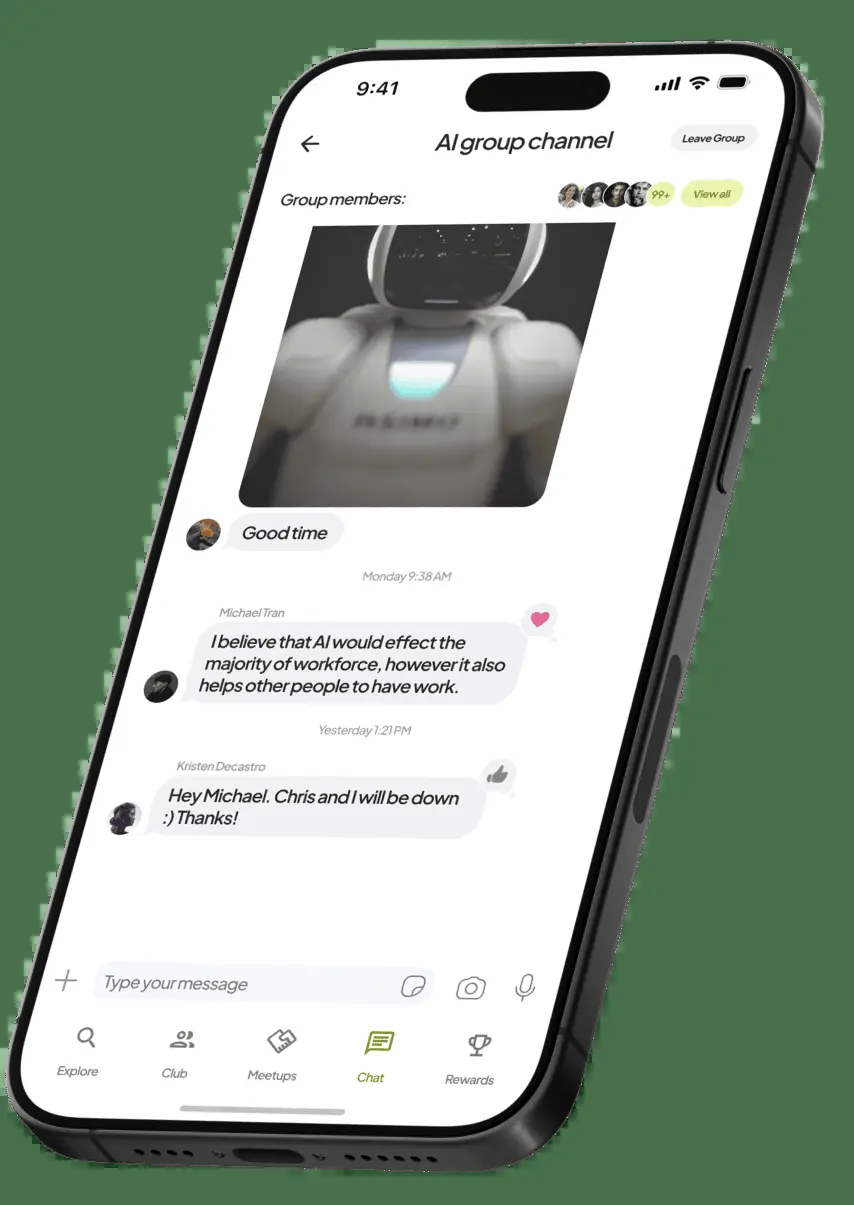 9:41
AI group channel
Leave Group
Group members:
99+
View all
ASIMO
Good time
Monday 9:38 AM
Michael Tran
I believe that AI would effect the
majority of workforce, however it also
helps other people to have work.
Yesterday 1:21 PM
Kristen Decastro
Hey Michael. Chris and I will be down
:) Thanks!
Type your message
Explore
Club
Meetups
Chat
Rewards